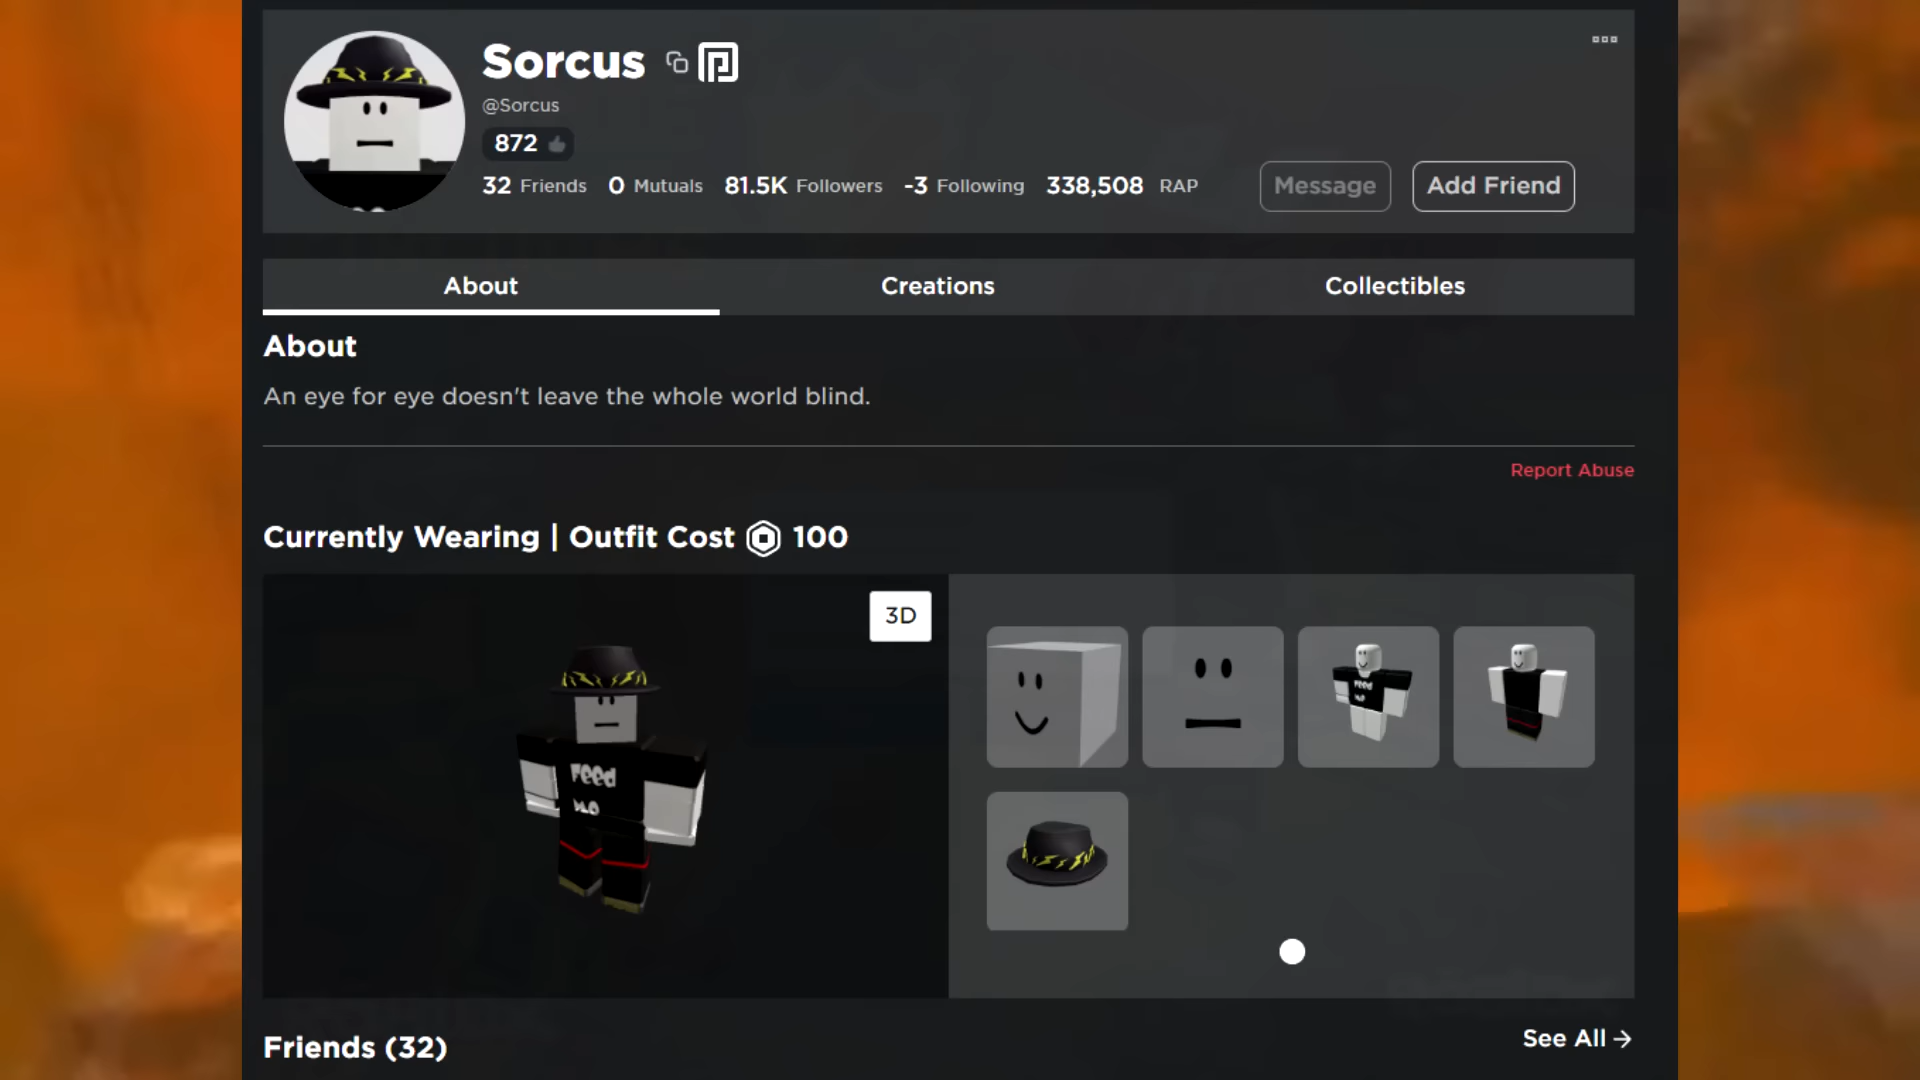 Sorcus
@Sorcus
872
32 Friends 0 Mutuals 81.5K Followers -3 Following 338,508 RAP
Message
Add Friend
About Creations Collectibles
About
An eye for eye doesn't leave the whole world blind.
Report Abuse
Currently Wearing | Outfit Cost 100
3D
Feed
Feed
Friends (32)
See All